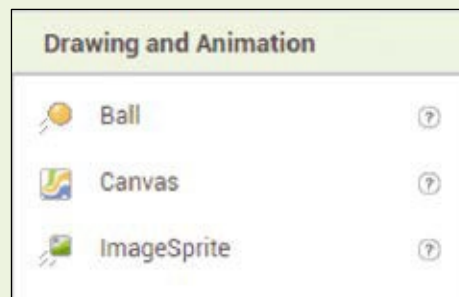 Drawing and Animation
Ball
?
Canvas
?
ImageSprite
?